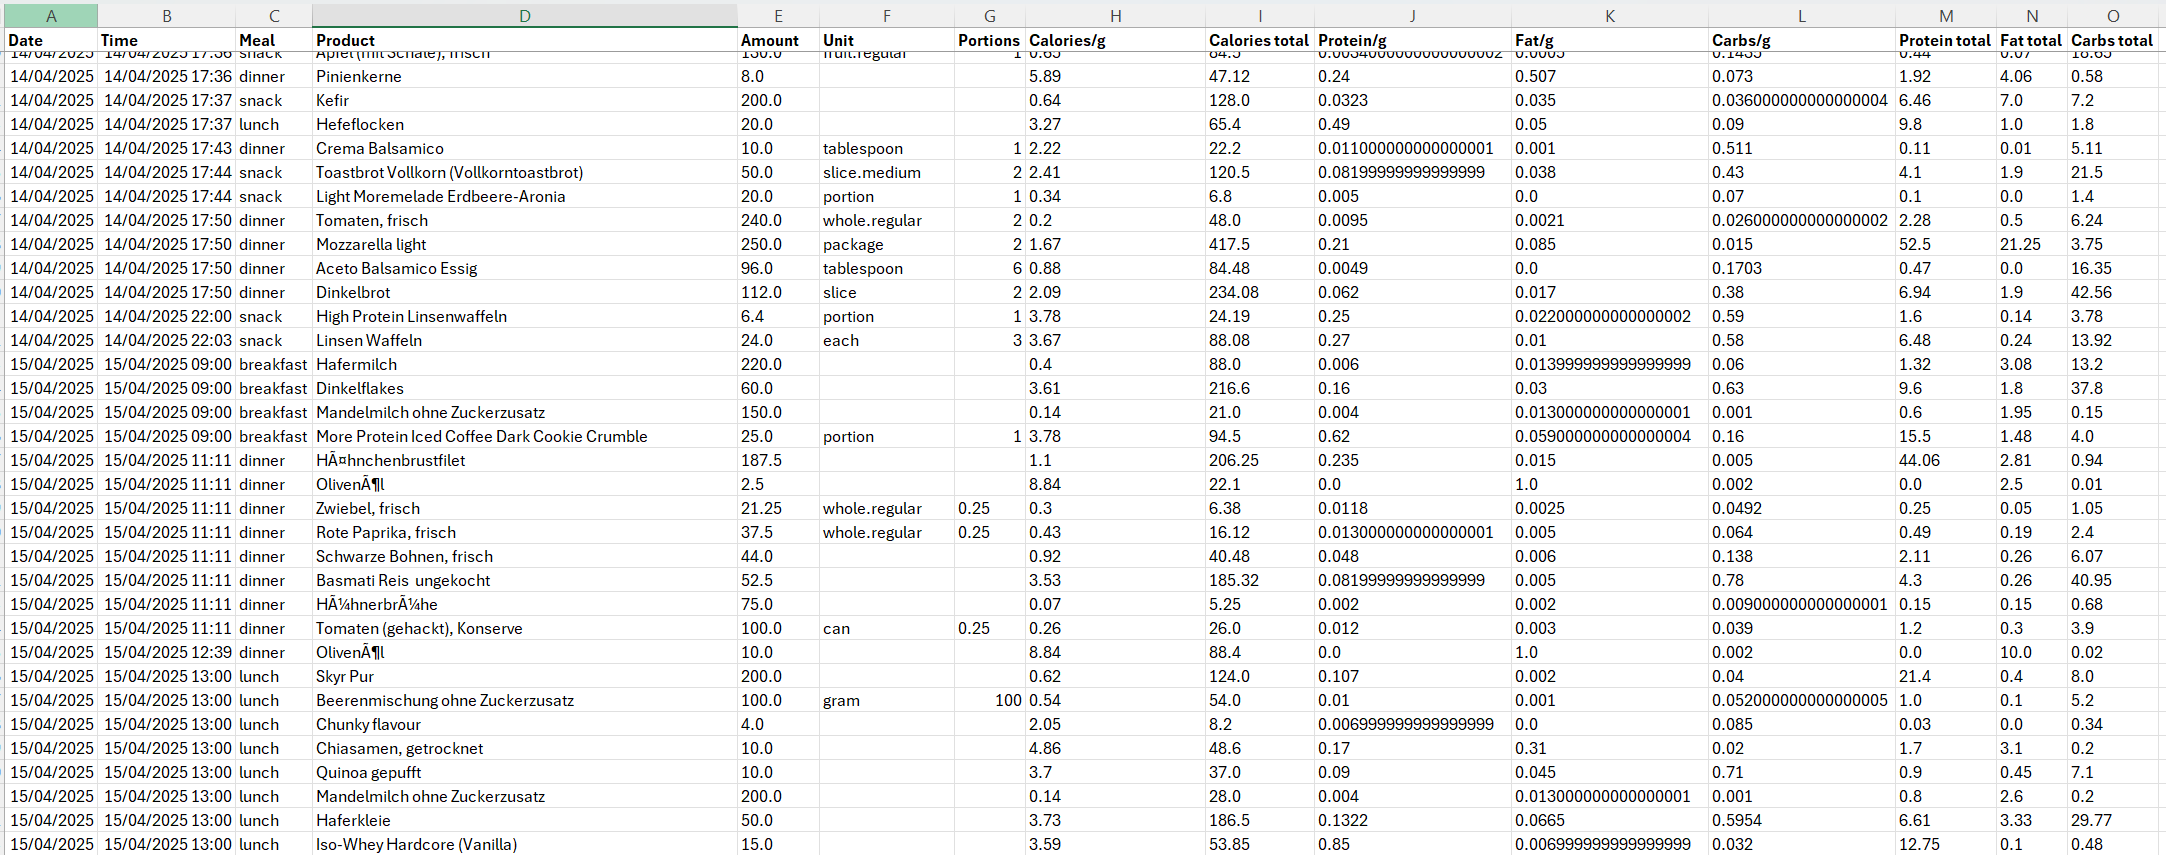 A B C D E F G H I J K L M N O
Date Time Meal Product Amount Unit Portions Calories/g Calories total Protein/g Fat/g Carbs/g Protein total Fat total Carbs total
14/04/2025 14/04/2025 17:36 snack Apfel (mit Schale), frisch 130.0 fruit.regular 1 0.65 84.5 0.0034000000000000002 0.0005 0.1435 0.44 0.07 18.65
14/04/2025 14/04/2025 17:36 dinner Pinienkerne 8.0 5.89 47.12 0.24 0.507 0.073 1.92 4.06 0.58
14/04/2025 14/04/2025 17:37 snack Kefir 200.0 0.64 128.0 0.0323 0.035 0.036000000000000004 6.46 7.0 7.2
14/04/2025 14/04/2025 17:37 lunch Hefeflocken 20.0 3.27 65.4 0.49 0.05 0.09 9.8 1.0 1.8
14/04/2025 14/04/2025 17:43 dinner Crema Balsamico 10.0 tablespoon 1 2.22 22.2 0.011000000000000001 0.001 0.511 0.11 0.01 5.11
14/04/2025 14/04/2025 17:44 snack Toastbrot Vollkorn (Vollkorntoastbrot) 50.0 slice.medium 2 2.41 120.5 0.08199999999999999 0.038 0.43 4.1 1.9 21.5
14/04/2025 14/04/2025 17:44 snack Light Moremelade Erdbeere-Aronia 20.0 portion 1 0.34 6.8 0.005 0.0 0.07 0.1 0.0 1.4
14/04/2025 14/04/2025 17:50 dinner Tomaten, frisch 240.0 whole.regular 2 0.2 48.0 0.0095 0.0021 0.026000000000000002 2.28 0.5 6.24
14/04/2025 14/04/2025 17:50 dinner Mozzarella light 250.0 package 2 1.67 417.5 0.21 0.085 0.015 52.5 21.25 3.75
14/04/2025 14/04/2025 17:50 dinner Aceto Balsamico Essig 96.0 tablespoon 6 0.88 84.48 0.0049 0.0 0.1703 0.47 0.0 16.35
14/04/2025 14/04/2025 17:50 dinner Dinkelbrot 112.0 slice 2 2.09 234.08 0.062 0.017 0.38 6.94 1.9 42.56
14/04/2025 14/04/2025 22:00 snack High Protein Linsenwaffeln 6.4 portion 1 3.78 24.19 0.25 0.022000000000000002 0.59 1.6 0.14 3.78
14/04/2025 14/04/2025 22:03 snack Linsen Waffeln 24.0 each 3 3.67 88.08 0.27 0.01 0.58 6.48 0.24 13.92
15/04/2025 15/04/2025 09:00 breakfast Hafermilch 220.0 0.4 88.0 0.006 0.013999999999999999 0.06 1.32 3.08 13.2
15/04/2025 15/04/2025 09:00 breakfast Dinkelflakes 60.0 3.61 216.6 0.16 0.03 0.63 9.6 1.8 37.8
15/04/2025 15/04/2025 09:00 breakfast Mandelmilch ohne Zuckerzusatz 150.0 0.14 21.0 0.004 0.013000000000000001 0.001 0.6 1.95 0.15
15/04/2025 15/04/2025 09:00 breakfast More Protein Iced Coffee Dark Cookie Crumble 25.0 portion 1 3.78 94.5 0.62 0.059000000000000004 0.16 15.5 1.48 4.0
15/04/2025 15/04/2025 11:11 dinner HÃ¤hnchenbrustfilet 187.5 1.1 206.25 0.235 0.015 0.005 44.06 2.81 0.94
15/04/2025 15/04/2025 11:11 dinner OlivenÃ¶l 2.5 8.84 22.1 0.0 1.0 0.002 0.0 2.5 0.01
15/04/2025 15/04/2025 11:11 dinner Zwiebel, frisch 21.25 whole.regular 0.25 0.3 6.38 0.0118 0.0025 0.0492 0.25 0.05 1.05
15/04/2025 15/04/2025 11:11 dinner Rote Paprika, frisch 37.5 whole.regular 0.25 0.43 16.12 0.013000000000000001 0.005 0.064 0.49 0.19 2.4
15/04/2025 15/04/2025 11:11 dinner Schwarze Bohnen, frisch 44.0 0.92 40.48 0.048 0.006 0.138 2.11 0.26 6.07
15/04/2025 15/04/2025 11:11 dinner Basmati Reis ungekocht 52.5 3.53 185.32 0.08199999999999999 0.005 0.78 4.3 0.26 40.95
15/04/2025 15/04/2025 11:11 dinner HÃ¼hnerbrÃ¼he 75.0 0.07 5.25 0.002 0.002 0.009000000000000001 0.15 0.15 0.68
15/04/2025 15/04/2025 11:11 dinner Tomaten (gehackt), Konserve 100.0 can 0.25 0.26 26.0 0.012 0.003 0.039 1.2 0.3 3.9
15/04/2025 15/04/2025 12:39 dinner OlivenÃ¶l 10.0 8.84 88.4 0.0 1.0 0.002 0.0 10.0 0.02
15/04/2025 15/04/2025 13:00 lunch Skyr Pur 200.0 0.62 124.0 0.107 0.002 0.04 21.4 0.4 8.0
15/04/2025 15/04/2025 13:00 lunch Beerenmischung ohne Zuckerzusatz 100.0 gram 100 0.54 54.0 0.01 0.001 0.052000000000000005 1.0 0.1 5.2
15/04/2025 15/04/2025 13:00 lunch Chunky flavour 4.0 2.05 8.2 0.006999999999999999 0.0 0.085 0.03 0.0 0.34
15/04/2025 15/04/2025 13:00 lunch Chiasamen, getrocknet 10.0 4.86 48.6 0.17 0.31 0.02 1.7 3.1 0.2
15/04/2025 15/04/2025 13:00 lunch Quinoa gepufft 10.0 3.7 37.0 0.09 0.045 0.71 0.9 0.45 7.1
15/04/2025 15/04/2025 13:00 lunch Mandelmilch ohne Zuckerzusatz 200.0 0.14 28.0 0.004 0.013000000000000001 0.001 0.8 2.6 0.2
15/04/2025 15/04/2025 13:00 lunch Haferkleie 50.0 3.73 186.5 0.1322 0.0665 0.5954 6.61 3.33 29.77
15/04/2025 15/04/2025 13:00 lunch Iso-Whey Hardcore (Vanilla) 15.0 3.59 53.85 0.85 0.006999999999999999 0.032 12.75 0.1 0.48